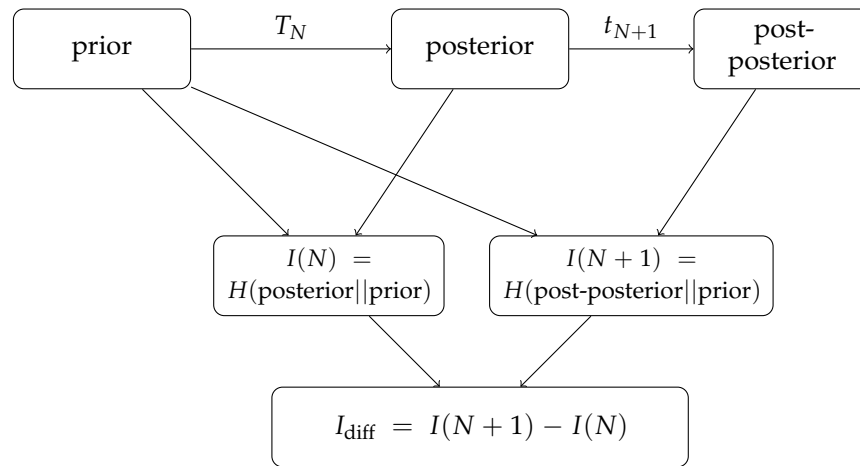 prior
T_N
posterior
t_{N+1}
post-
posterior
I(N) =
H(posterior||prior)
I(N + 1) =
H(post-posterior||prior)
I_diff = I(N + 1) − I(N)